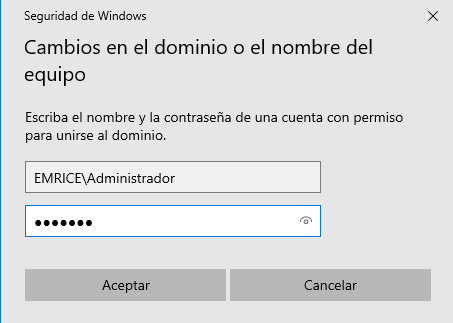 Seguridad de Windows
Cambios en el dominio o el nombre del
equipo
Escriba el nombre y la contraseña de una cuenta con permiso
para unirse al dominio.
EMRICE\Administrador
●●●●●●●
Aceptar
Cancelar